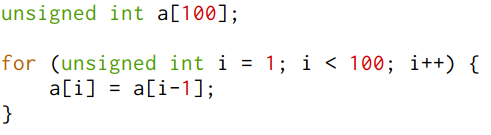 unsigned int a[100];
for (unsigned int i = 1; i < 100; i++) {
    a[i] = a[i-1];
}